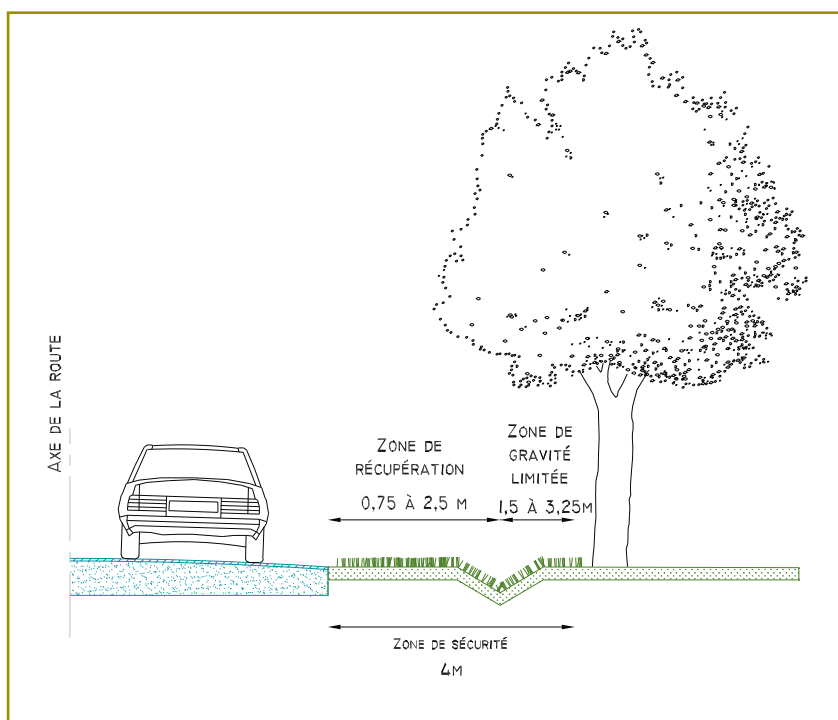 AXE DE LA ROUTE
ZONE DE
RÉCUPÉRATION
0,75 À 2,5 M
ZONE DE
GRAVITÉ
LIMITÉE
1,5 À 3,25M
ZONE DE SÉCURITÉ
4M